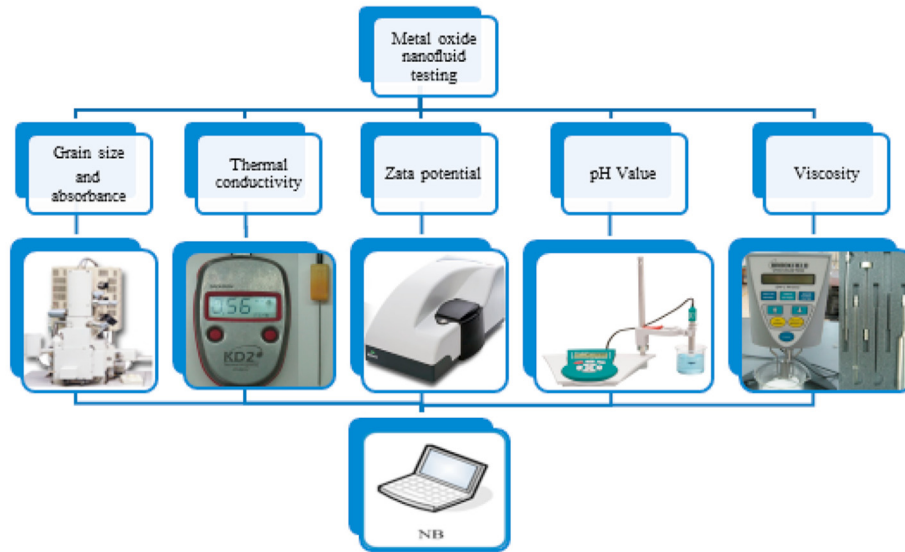 Metal oxide
nanofluid
testing
Grain size
and
absorbance
Thermal
conductivity
Zata potential
pH Value
Viscosity
0.56
KD2
BROOKFIELD
NB